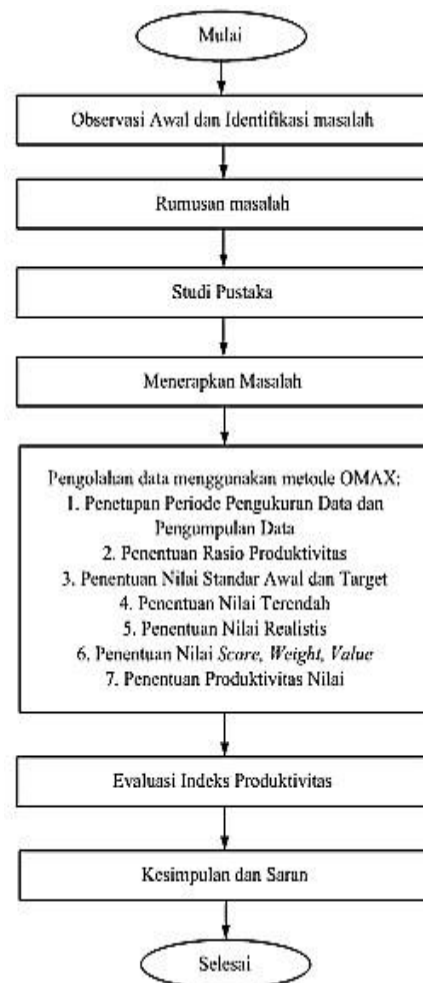 Mulai
Observasi Awal dan Identifikasi masalah
Rumusan masalah
Studi Pustaka
Menerapkan Masalah
Pengolahan data menggunakan metode OMAX:
1. Penetapan Periode Pengukuran Data dan
Pengumpulan Data
2. Penentuan Rasio Produktivitas
3. Penentuan Nilai Standar Awal dan Target
4. Penentuan Nilai Terendah
5. Penentuan Nilai Realistis
6. Penentuan Nilai Score, Weight, Value
7. Penentuan Produktivitas Nilai
Evaluasi Indeks Produktivitas
Kesimpulan dan Saran
Selesai